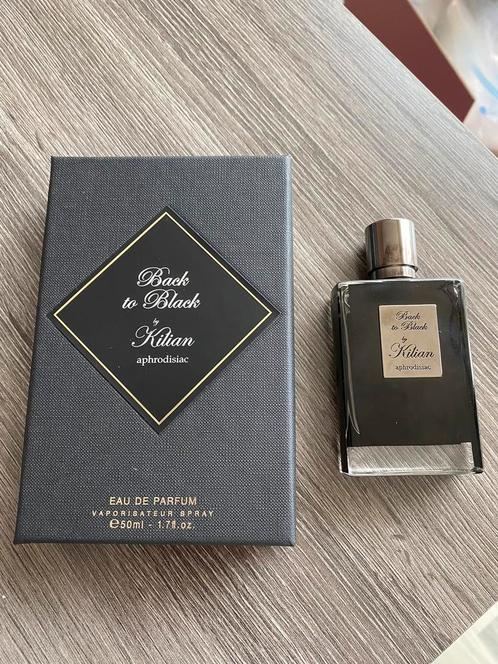 Back
to Black
by
Kilian
aphrodisiac
EAU DE PARFUM
VAPORISATEUR SPRAY
℮50ml - 1.7fl.oz.
Back
to Black
by
Kilian
aphrodisiac